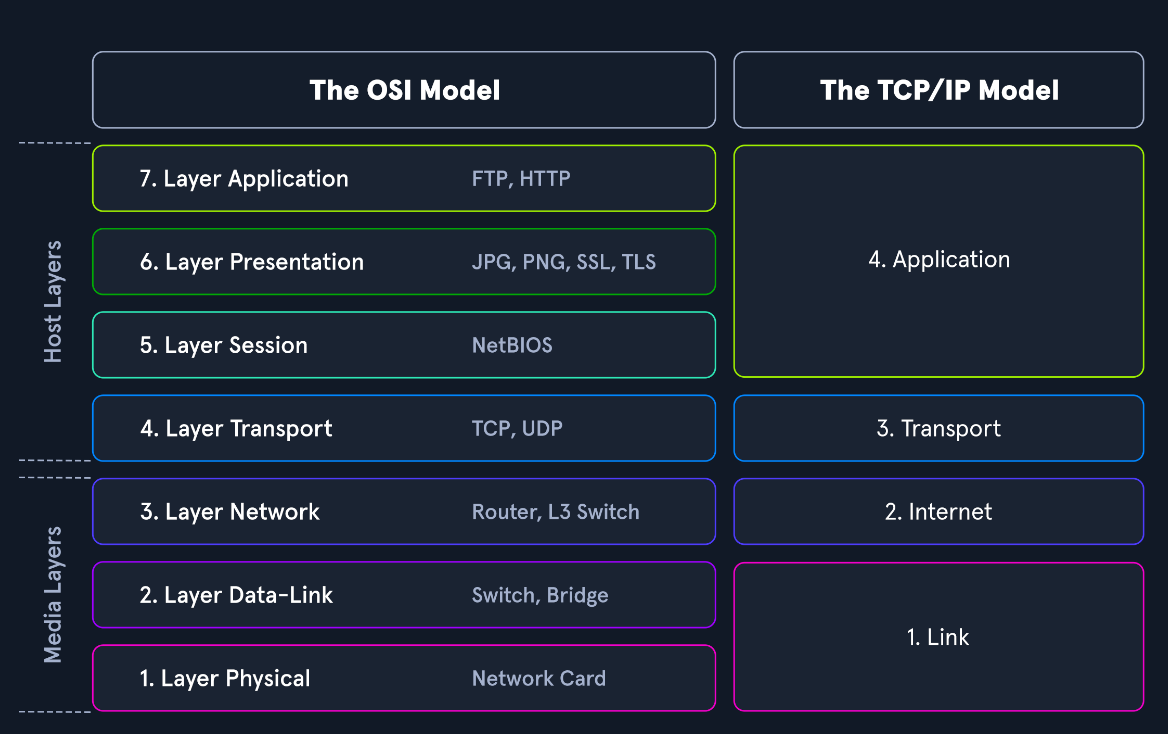 The OSI Model
The TCP/IP Model
Host Layers
7. Layer Application FTP, HTTP
6. Layer Presentation JPG, PNG, SSL, TLS
5. Layer Session NetBIOS
4. Application
4. Layer Transport TCP, UDP
3. Transport
Media Layers
3. Layer Network Router, L3 Switch
2. Internet
2. Layer Data-Link Switch, Bridge
1. Layer Physical Network Card
1. Link